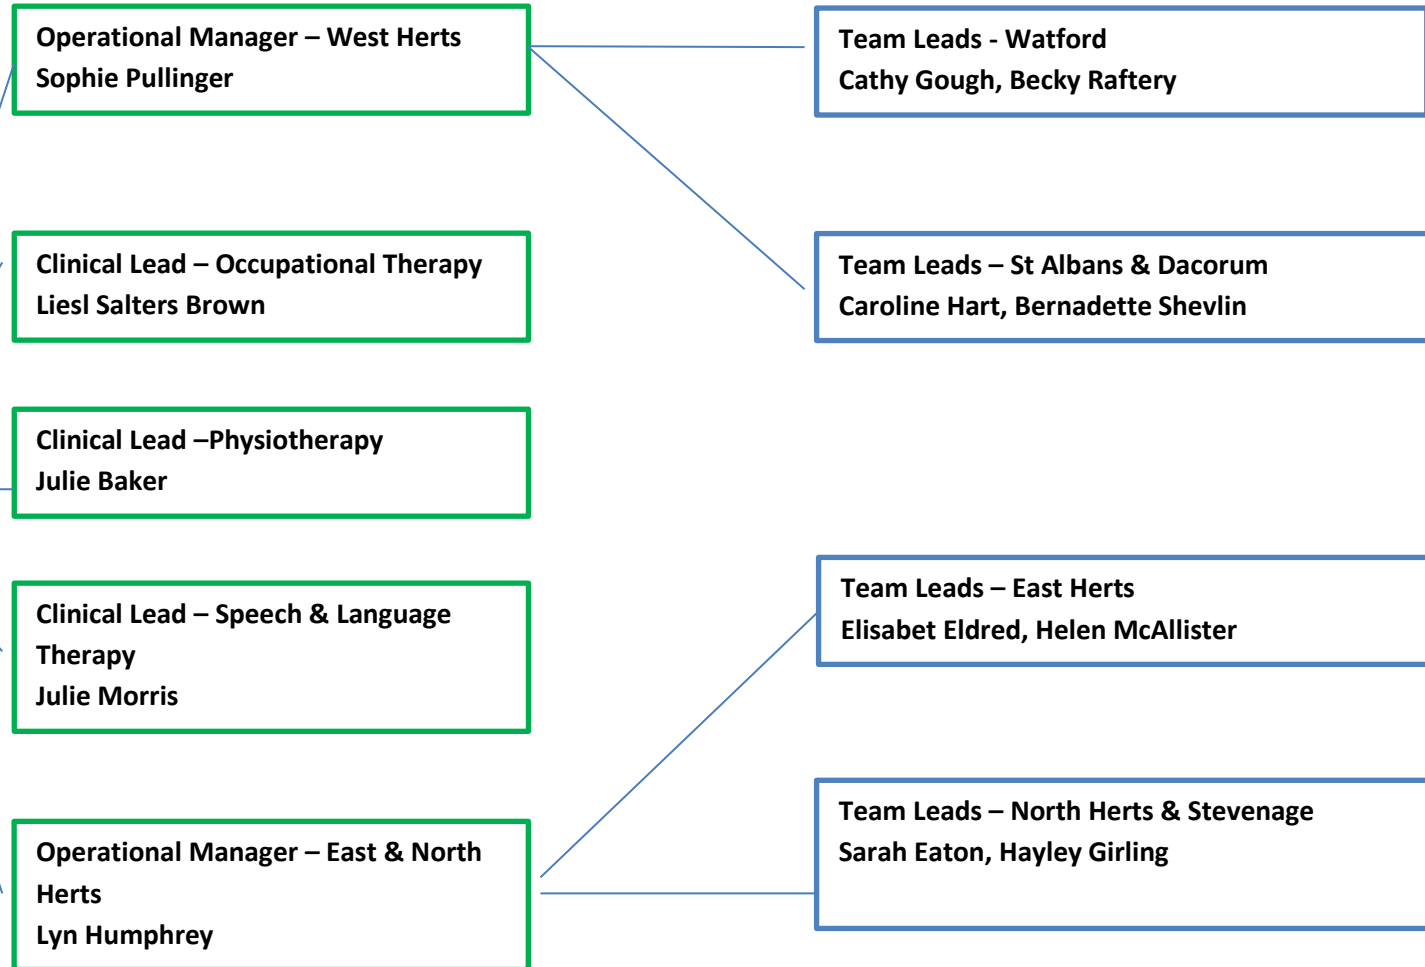 Operational Manager – West Herts
Sophie Pullinger
Team Leads - Watford
Cathy Gough, Becky Raftery
Clinical Lead – Occupational Therapy
Liesl Salters Brown
Team Leads – St Albans & Dacorum
Caroline Hart, Bernadette Shevlin
Clinical Lead –Physiotherapy
Julie Baker
Clinical Lead – Speech & Language
Therapy
Julie Morris
Team Leads – East Herts
Elisabet Eldred, Helen McAllister
Operational Manager – East & North
Herts
Lyn Humphrey
Team Leads – North Herts & Stevenage
Sarah Eaton, Hayley Girling